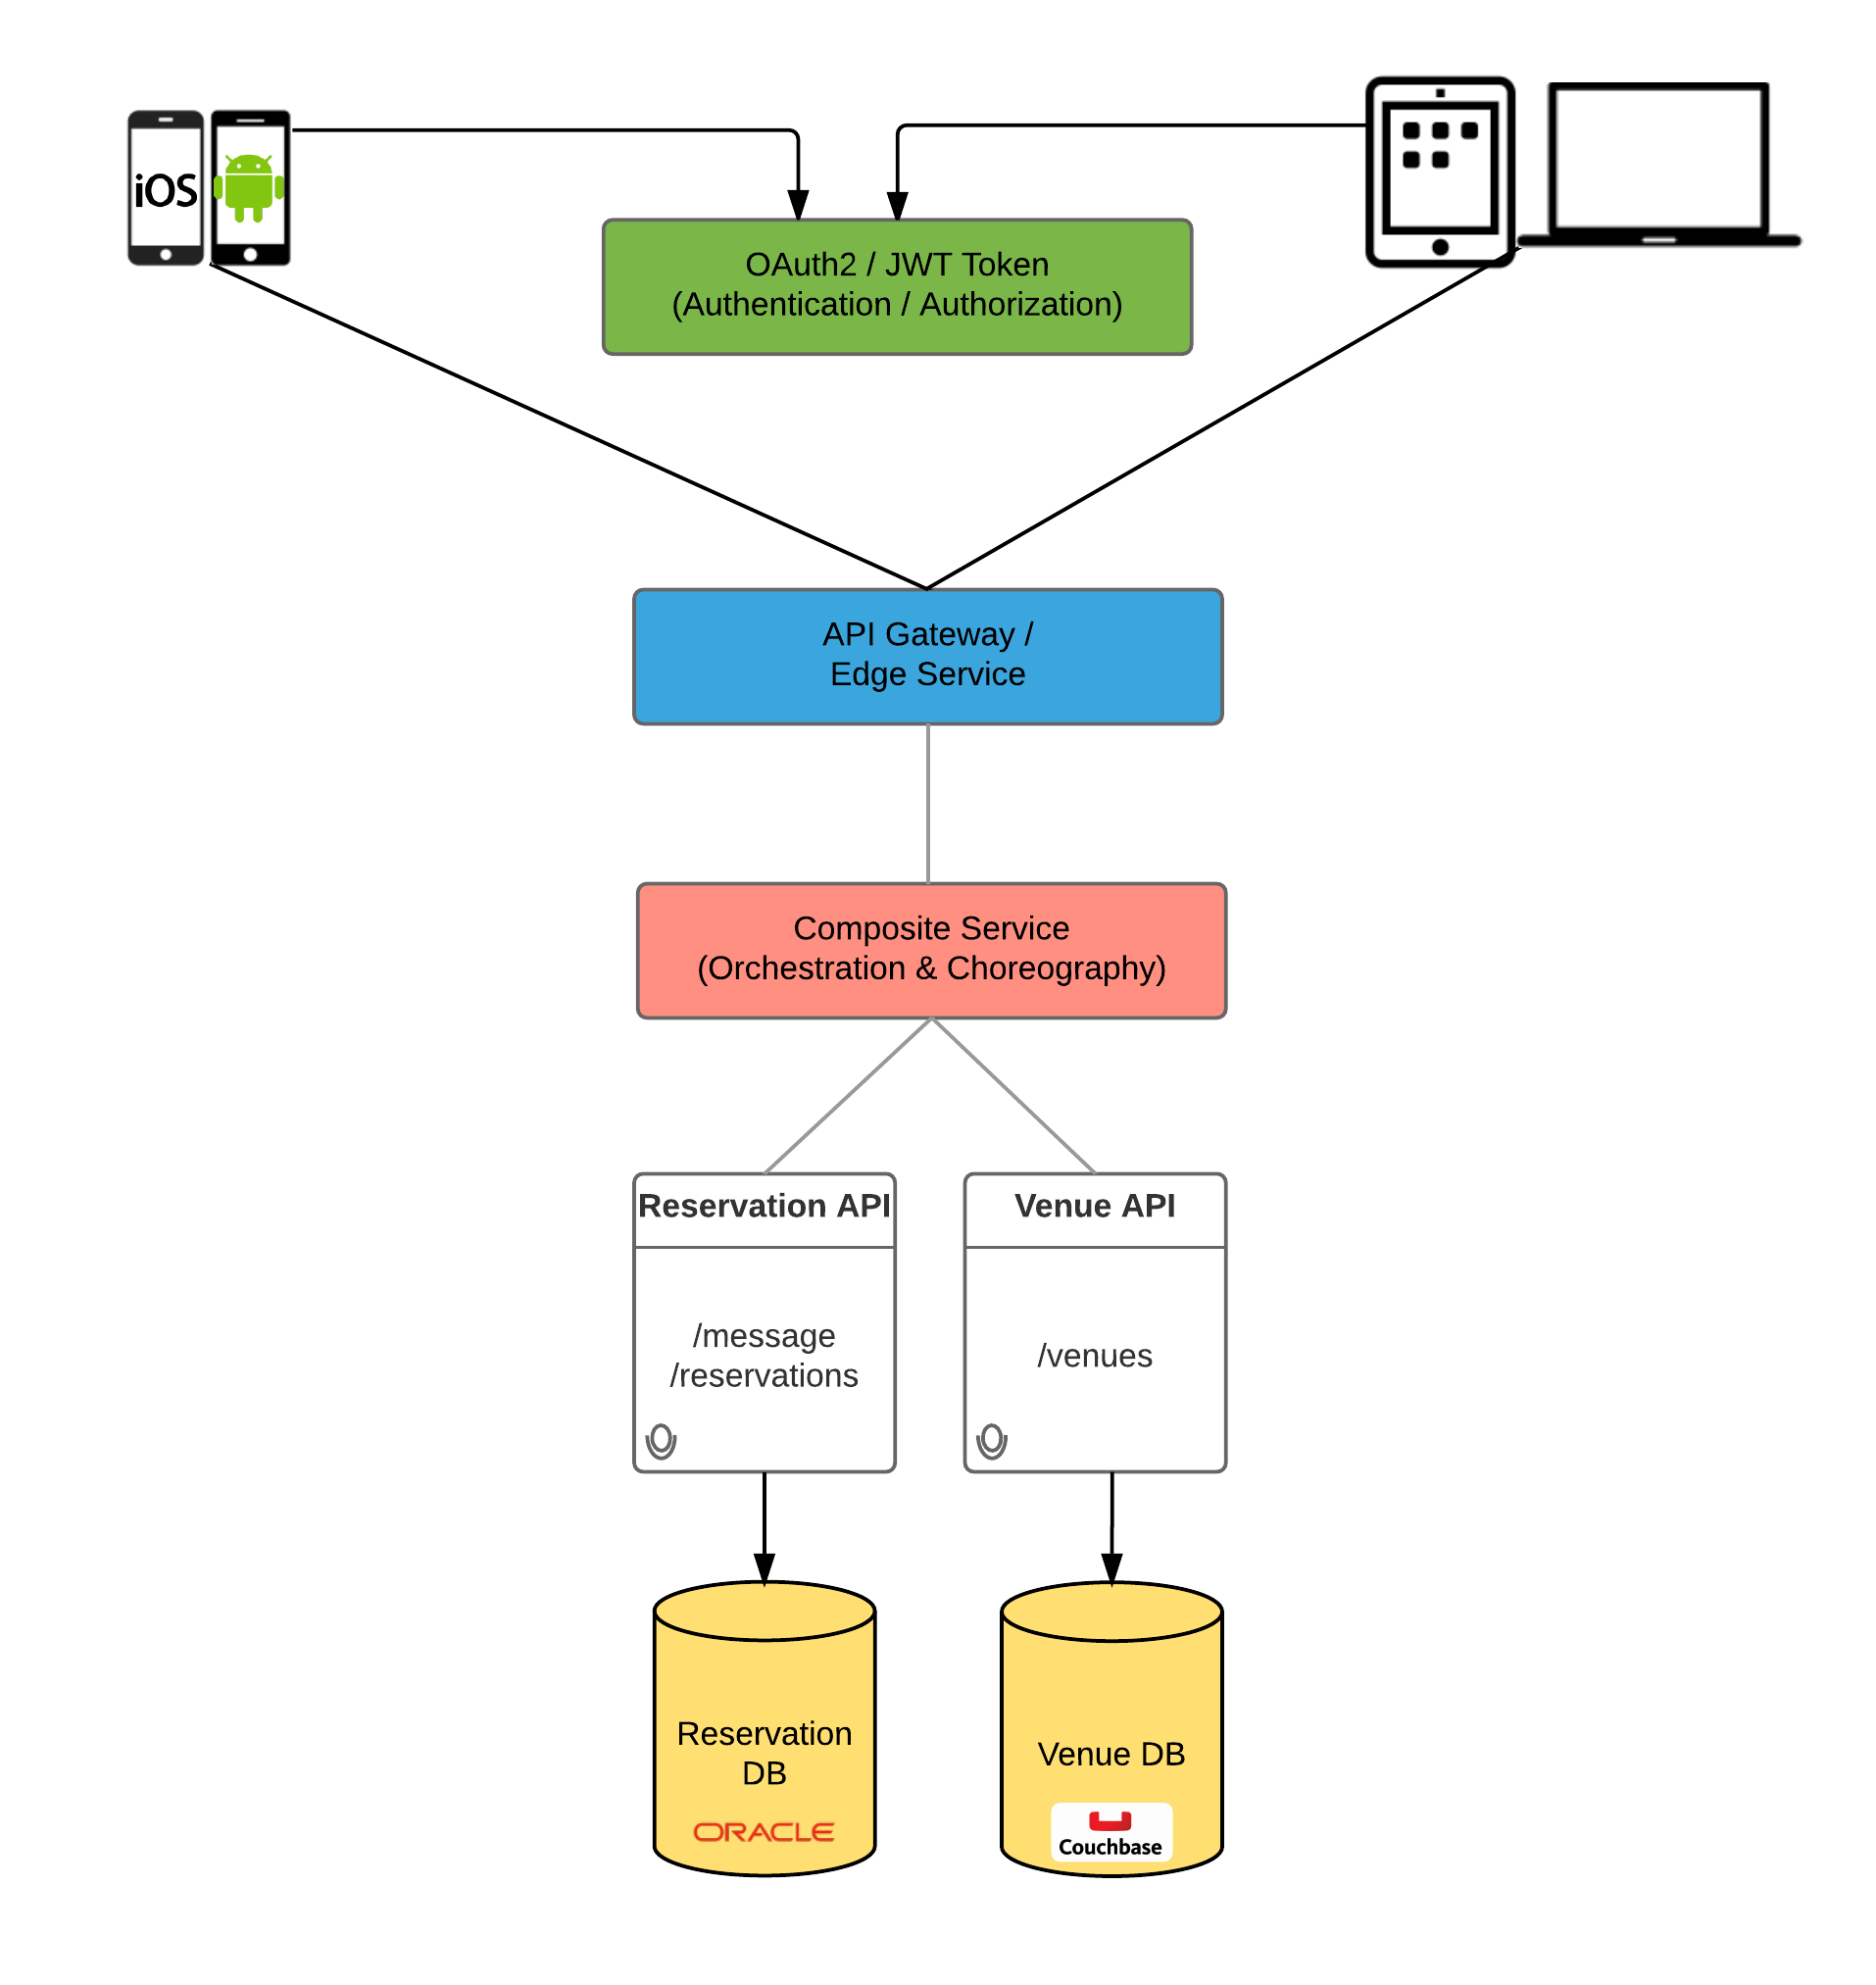 iOS
OAuth2 / JWT Token
(Authentication / Authorization)
API Gateway /
Edge Service
Composite Service
(Orchestration & Choreography)
Reservation API
/message
/reservations
Venue API
/venues
Reservation
DB
ORACLE
Venue DB
Couchbase